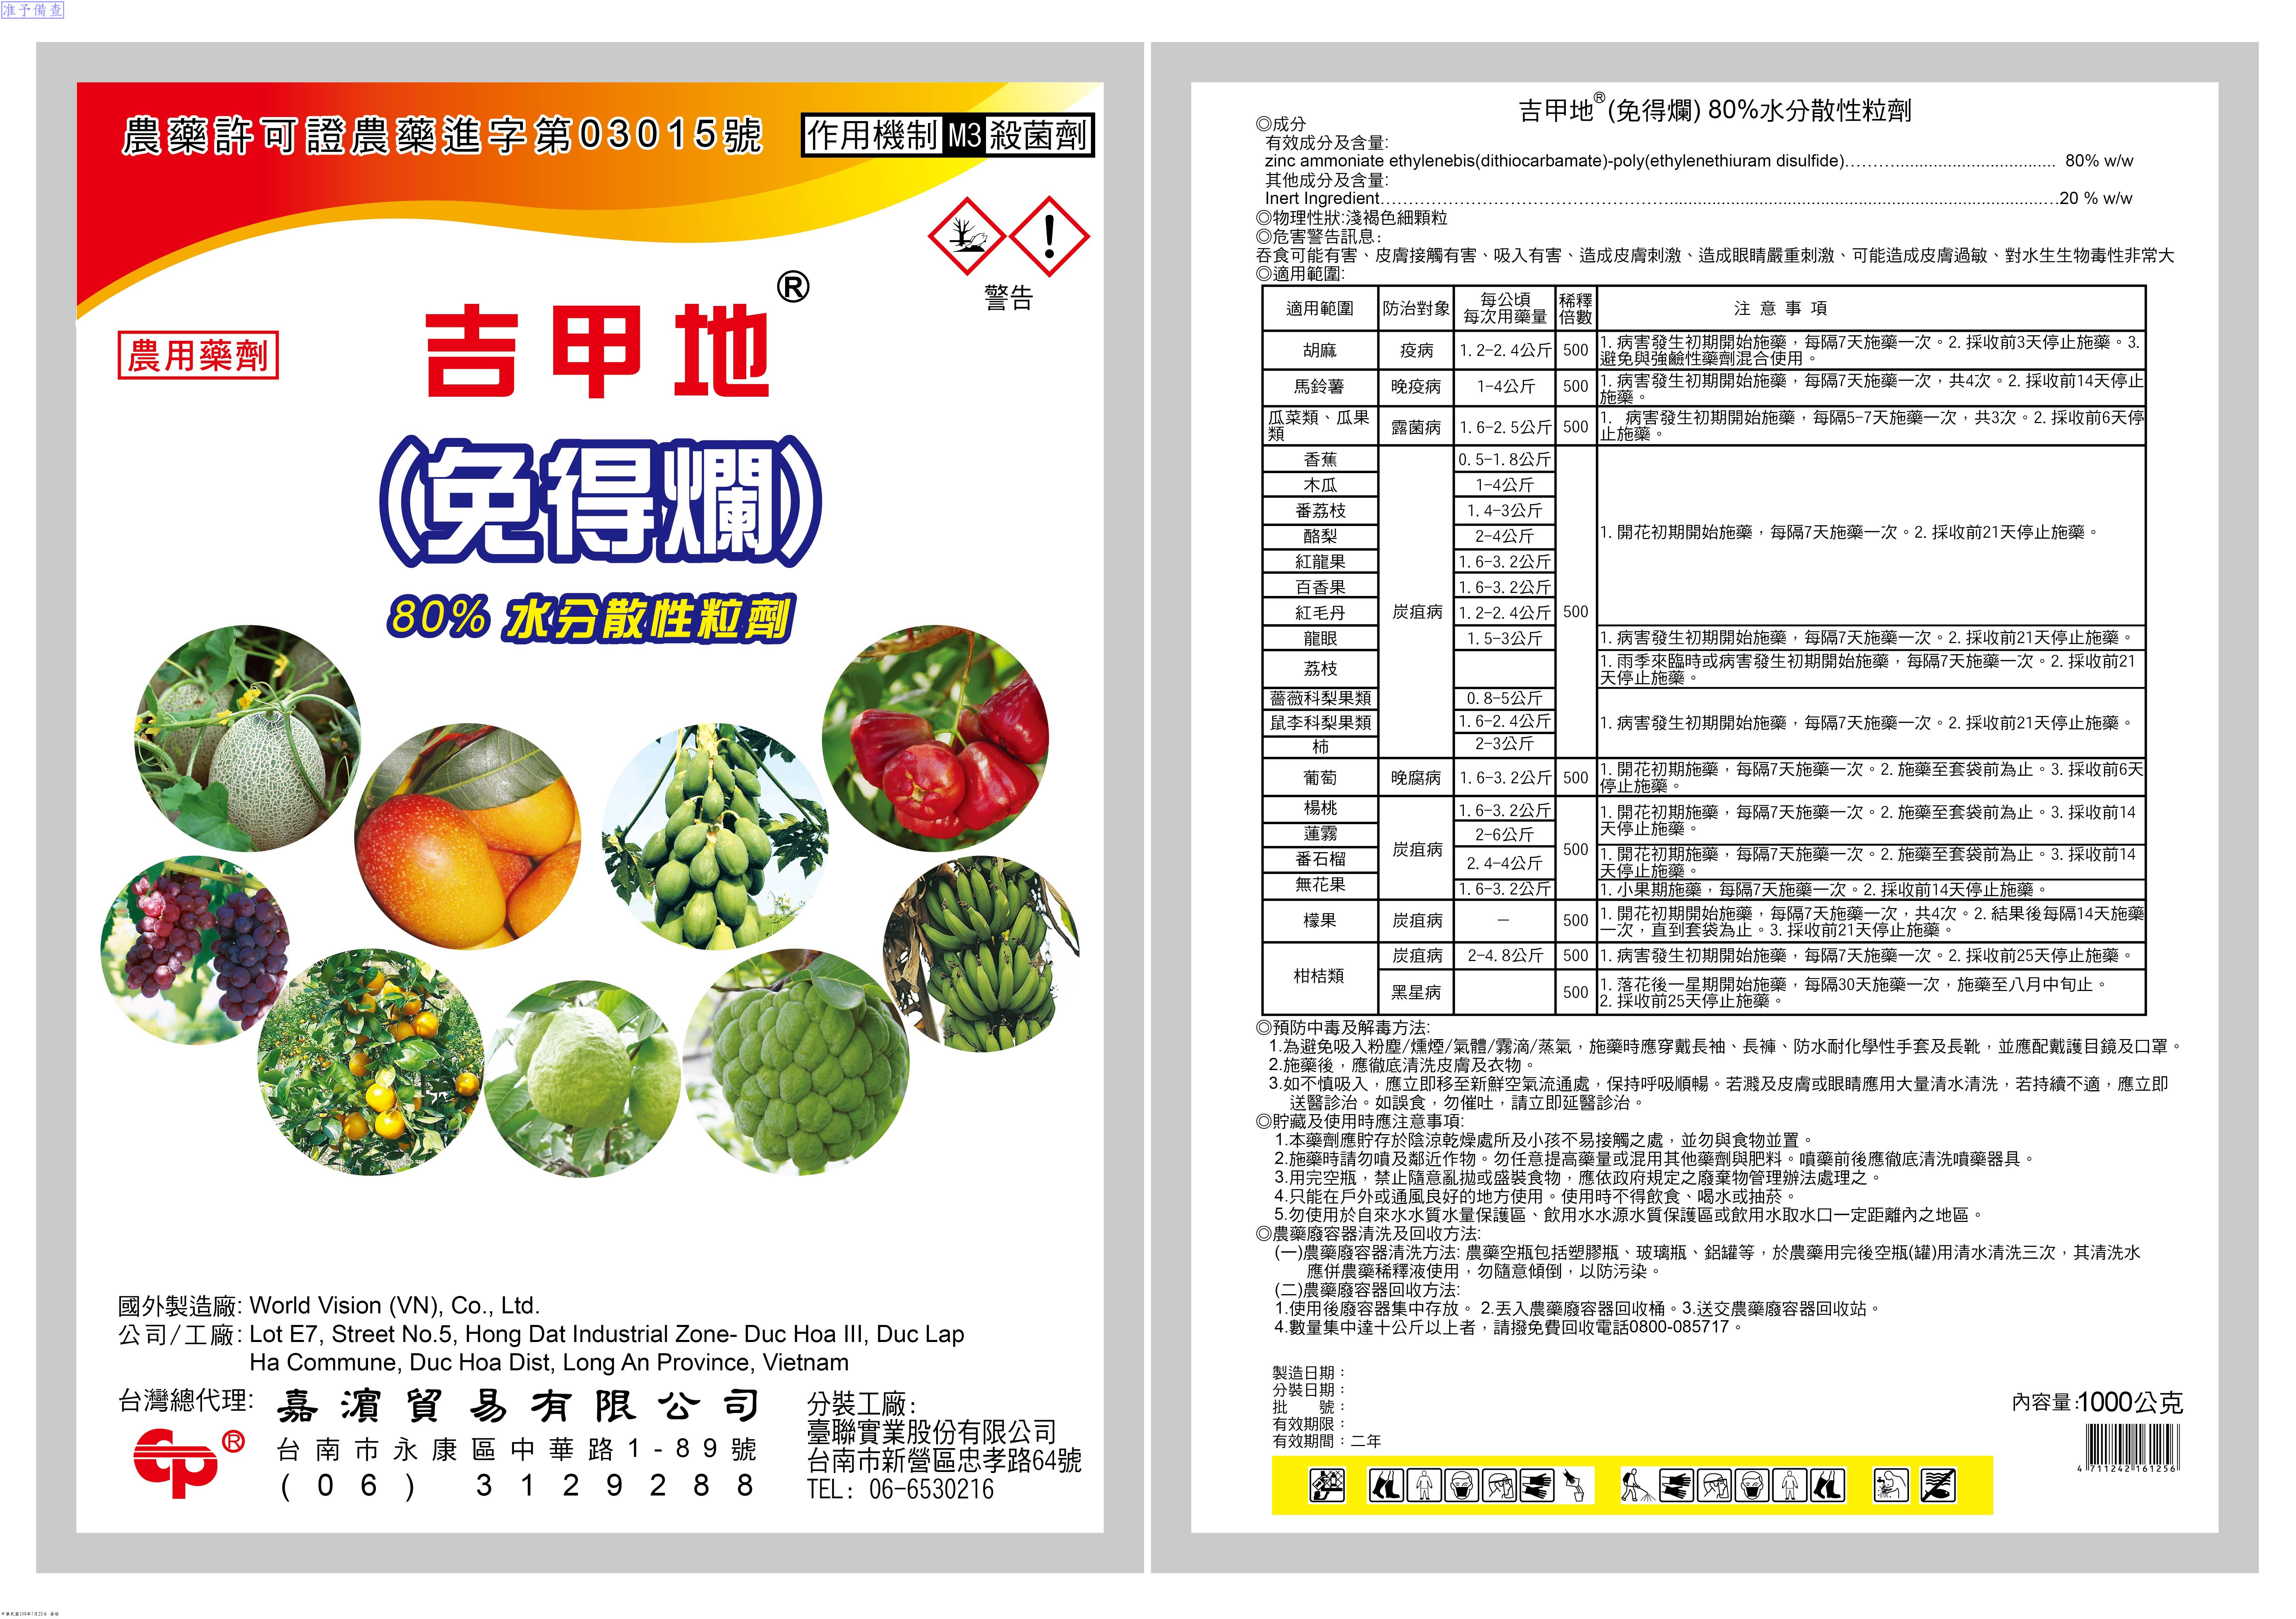 准予備查
農藥許可證農藥進字第03015號
作用機制 M3 殺菌劑
警告
農用藥劑
吉甲地®
(免得爛)
80% 水分散性粒劑
國外製造廠: World Vision (VN), Co., Ltd.
公司/工廠: Lot E7, Street No.5, Hong Dat Industrial Zone- Duc Hoa III, Duc Lap
Ha Commune, Duc Hoa Dist, Long An Province, Vietnam
台灣總代理: 嘉濱貿易有限公司
台南市永康區中華路1-89號
(06) 3129288
CP®
分裝工廠:
臺聯實業股份有限公司
台南市新營區忠孝路64號
TEL: 06-6530216
吉甲地®(免得爛) 80%水分散性粒劑
◎成分
有效成分及含量:
zinc ammoniate ethylenebis(dithiocarbamate)-poly(ethylenethiuram disulfide)........................................ 80% w/w
其他成分及含量:
Inert Ingredient........................................20 % w/w
◎物理性狀:淺褐色細顆粒
◎危害警告訊息:
吞食可能有害、皮膚接觸有害、吸入有害、造成皮膚刺激、造成眼睛嚴重刺激、可能造成皮膚過敏、對水生生物毒性非常大
◎適用範圍:
適用範圍 防治對象 每公頃每次用藥量 稀釋倍數 注意事項
胡麻 疫病 1.2-2.4公斤 500 1.病害發生初期開始施藥，每隔7天施藥一次。2.採收前3天停止施藥。3.
避免與強鹼性藥劑混合使用。
馬鈴薯 晚疫病 1-4公斤 500 1.病害發生初期開始施藥，每隔7天施藥一次，共4次。2.採收前14天停止
施藥。
瓜菜類、瓜果類 露菌病 1.6-2.5公斤 500 1. 病害發生初期開始施藥，每隔5-7天施藥一次，共3次。2.採收前6天停
止施藥。
香蕉 0.5-1.8公斤
木瓜 1-4公斤
番荔枝 1.4-3公斤
酪梨 2-4公斤 1.開花初期開始施藥，每隔7天施藥一次。2.採收前21天停止施藥。
紅龍果 1.6-3.2公斤
百香果 1.6-3.2公斤
紅毛丹 炭疽病 1.2-2.4公斤 500
龍眼 1.5-3公斤 1.病害發生初期開始施藥，每隔7天施藥一次。2.採收前21天停止施藥。
荔枝 1.雨季來臨時或病害發生初期開始施藥，每隔7天施藥一次。2.採收前21
天停止施藥。
薔薇科梨果類 0.8-5公斤
鼠李科梨果類 1.6-2.4公斤 1.病害發生初期開始施藥，每隔7天施藥一次。2.採收前21天停止施藥。
柿 2-3公斤
葡萄 晚腐病 1.6-3.2公斤 500 1.開花初期施藥，每隔7天施藥一次。2.施藥至套袋前為止。3.採收前6天
停止施藥。
楊桃 1.6-3.2公斤 1.開花初期施藥，每隔7天施藥一次。2.施藥至套袋前為止。3.採收前14
天停止施藥。
蓮霧 2-6公斤
番石榴 炭疽病 2.4-4公斤 500 1.開花初期施藥，每隔7天施藥一次。2.施藥至套袋前為止。3.採收前14
天停止施藥。
無花果 1.6-3.2公斤 1.小果期施藥，每隔7天施藥一次。2.採收前14天停止施藥。
檬果 炭疽病 － 500 1.開花初期開始施藥，每隔7天施藥一次，共4次。2.結果後每隔14天施藥
一次，直到套袋為止。3.採收前21天停止施藥。
柑桔類 炭疽病 2-4.8公斤 500 1.病害發生初期開始施藥，每隔7天施藥一次。2.採收前25天停止施藥。
黑星病 500 1.落花後一星期開始施藥，每隔30天施藥一次，施藥至八月中旬止。
2.採收前25天停止施藥。
◎預防中毒及解毒方法:
1.為避免吸入粉塵/燻煙/氣體/霧滴/蒸氣，施藥時應穿戴長袖、長褲、防水耐化學性手套及長靴，並應配戴護目鏡及口罩。
2.施藥後，應徹底清洗皮膚及衣物。
3.如不慎吸入，應立即移至新鮮空氣流通處，保持呼吸順暢。若濺及皮膚或眼睛應用大量清水清洗，若持續不適，應立即
送醫診治。如誤食，勿催吐，請立即延醫診治。
◎貯藏及使用時應注意事項:
1.本藥劑應貯存於陰涼乾燥處所及小孩不易接觸之處，並勿與食物並置。
2.施藥時請勿噴及鄰近作物。勿任意提高藥量或混用其他藥劑與肥料。噴藥前後應徹底清洗噴藥器具。
3.用完空瓶，禁止隨意亂拋或盛裝食物，應依政府規定之廢棄物管理辦法處理之。
4.只能在戶外或通風良好的地方使用。使用時不得飲食、喝水或抽菸。
5.勿使用於自來水水質水量保護區、飲用水水源水質保護區或飲用水取水口一定距離內之地區。
◎農藥廢容器清洗及回收方法:
(一)農藥廢容器清洗方法: 農藥空瓶包括塑膠瓶、玻璃瓶、鋁罐等，於農藥用完後空瓶(罐)用清水清洗三次，其清洗水
應併農藥稀釋液使用，勿隨意傾倒，以防污染。
(二)農藥廢容器回收方法:
1.使用後廢容器集中存放。 2.丟入農藥廢容器回收桶。3.送交農藥廢容器回收站。
4.數量集中達十公斤以上者，請撥免費回收電話0800-085717。
製造日期：
分裝日期：
批 號：
有效期限：
有效期間：二年
內容量:1000公克
4 711242 161256